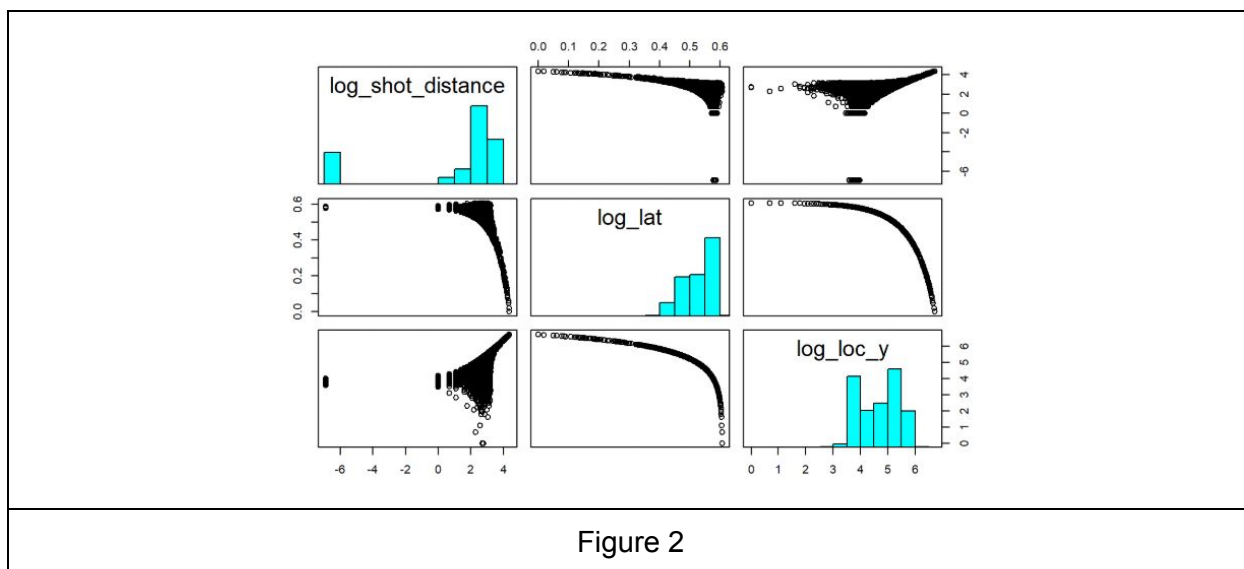 0.0 0.1 0.2 0.3 0.4 0.5 0.6
log_shot_distance
-6 -2 0 2 4
0.0 0.2 0.4 0.6
log_lat
log_loc_y
0 1 2 3 4 5 6
-6 -4 -2 0 2 4
0 1 2 3 4 5 6
Figure 2